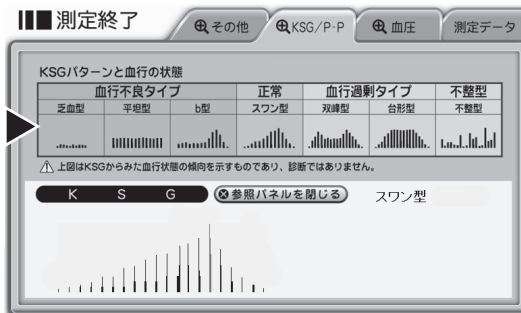 測定終了
その他
KSG/P-P
血圧
測定データ
KSGパターンと血行の状態
血行不良タイプ 正常 血行過剰タイプ 不整型
乏血型 平坦型 b型 スワン型 双峰型 台形型 不整型
上図はKSGからみた血行状態の傾向を示すものであり、診断ではありません。
K S G 参照パネルを閉じる スワン型